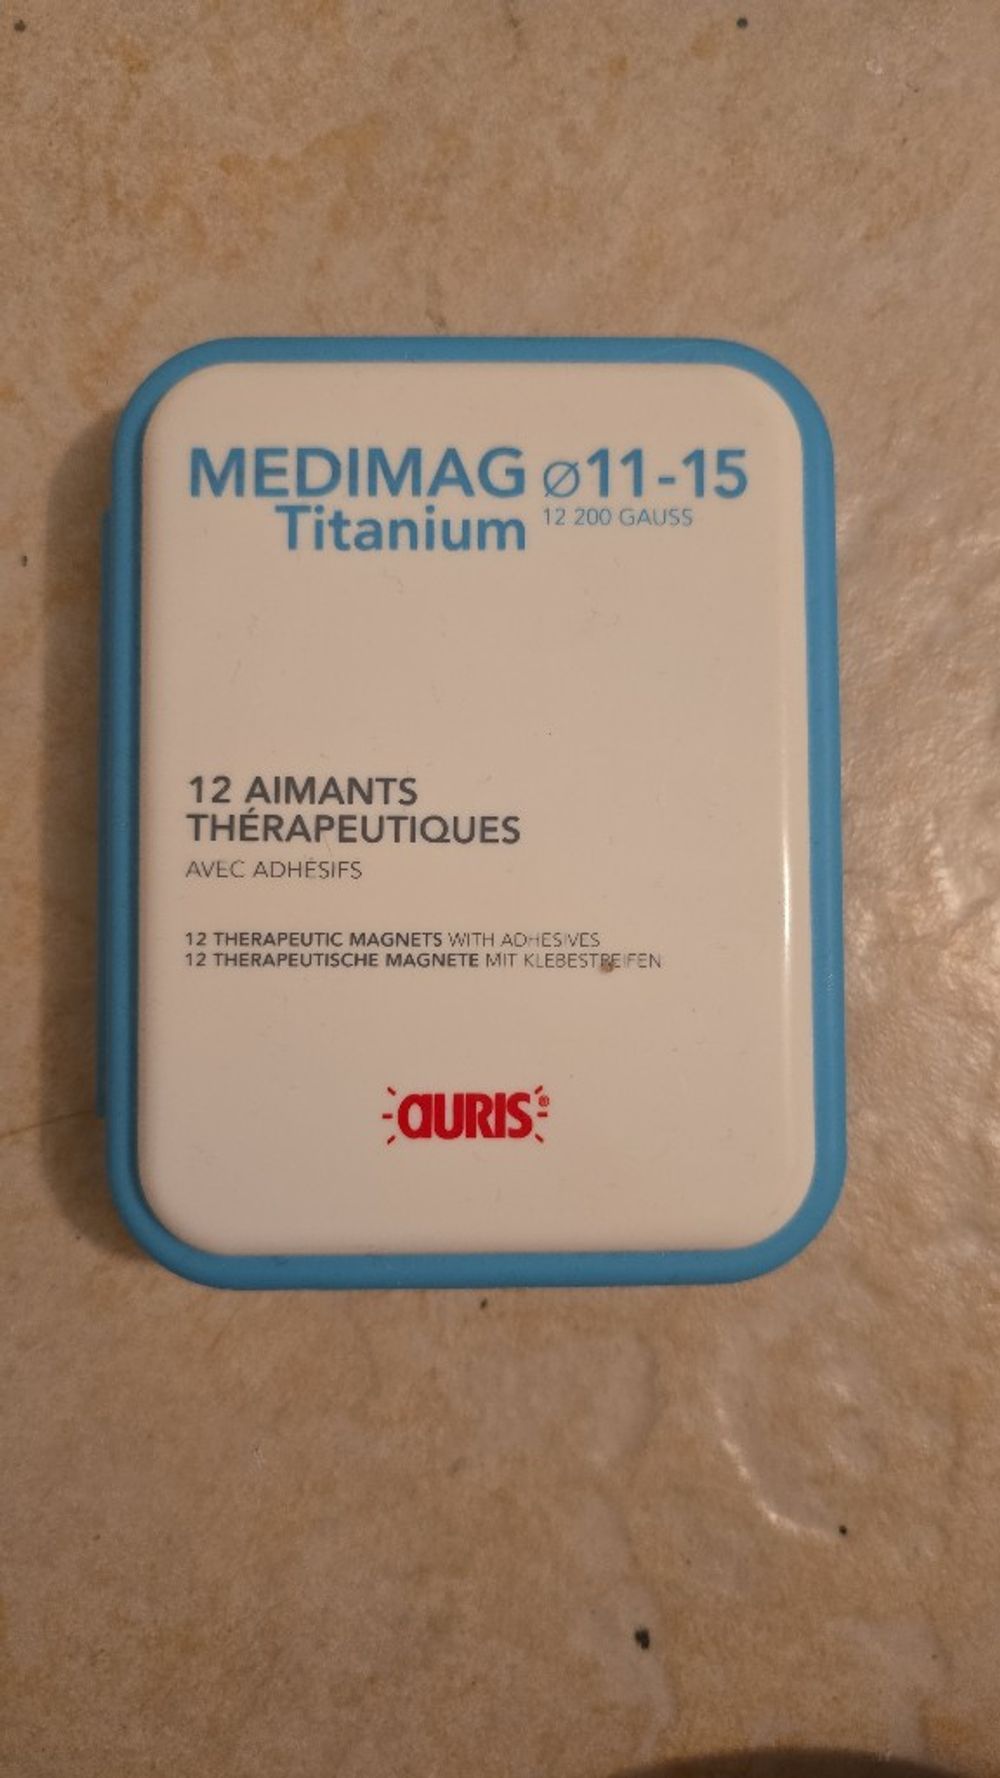 MEDIMAG ⌀11-15
Titanium 12 200 GAUSS
12 AIMANTS
THÉRAPEUTIQUES
AVEC ADHÉSIFS
12 THERAPEUTIC MAGNETS WITH ADHESIVES
12 THERAPEUTISCHE MAGNETE MIT KLEBESTREIFEN
AURIS®